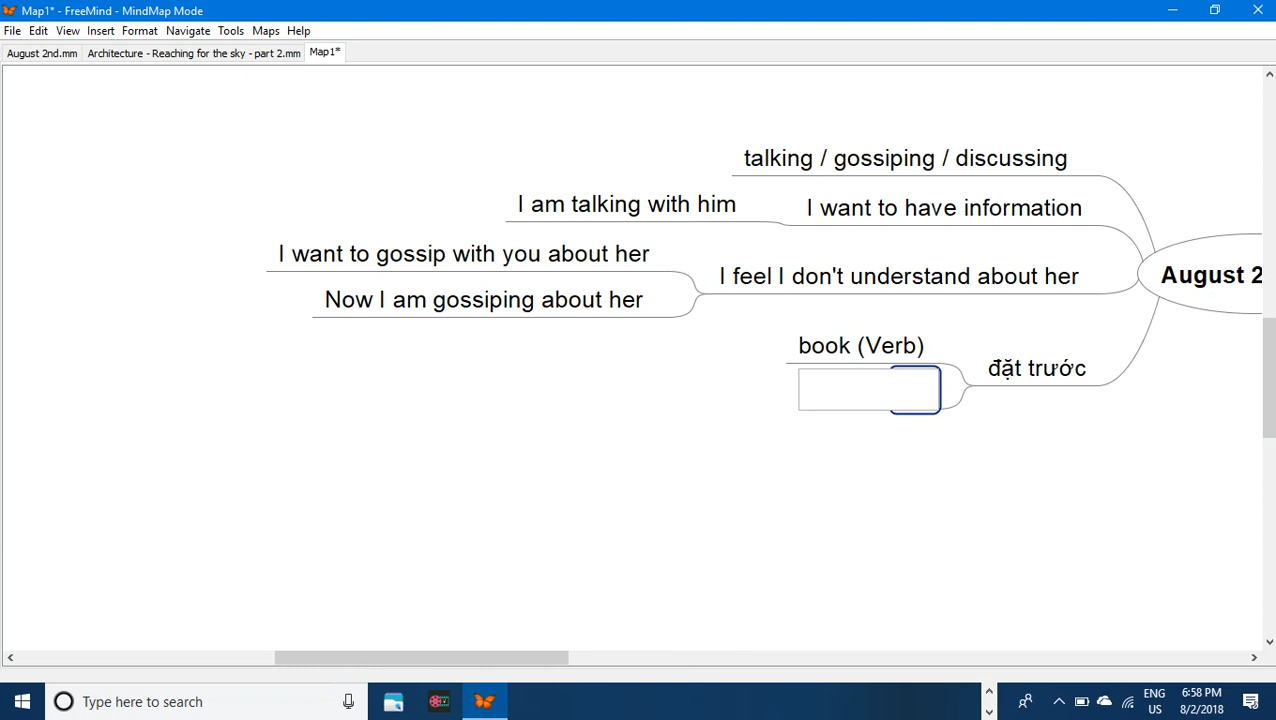 Map1* - FreeMind - MindMap Mode
File Edit View Insert Format Navigate Tools Maps Help
August 2nd.mm Architecture - Reaching for the sky - part 2.mm Map1*
talking / gossiping / discussing
I am talking with him I want to have information
I want to gossip with you about her
I feel I don't understand about her
August 2
Now I am gossiping about her
book (Verb)
đặt trước
Type here to search
ENG 6:58 PM
US 8/2/2018